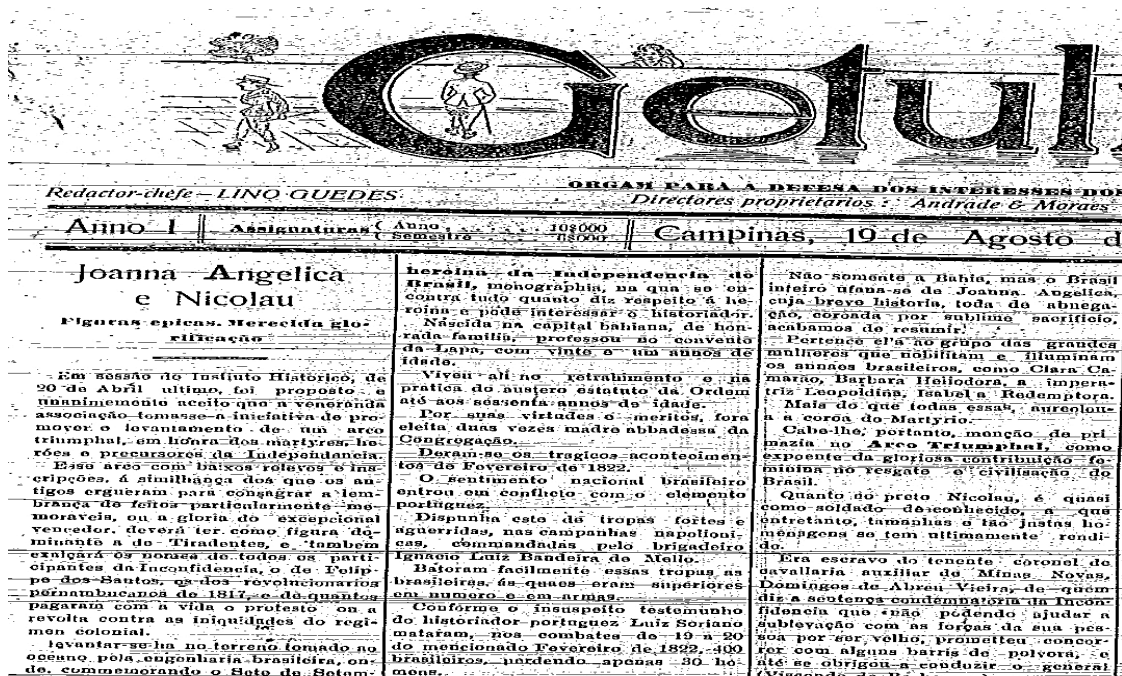 Getul
Redactor-chefe – LINO GUEDES
ORGAM PARA A DEFESA DOS INTERESSES DOS
Directores proprietarios : Andrade & Moraes
Anno I
Assignaturas
Anno, . . . . . 10$000
Semestre . . . . 6$000
Campinas, 19 de Agosto d
Joanna Angelica
e Nicolau
Figuras epicas. Merecida glo-
rificação
Em sessão do Instituto Historico, de
20 de Abril ultimo, foi proposto e
unanimemente aceito que a veneranda
associação tomasse a iniciativa de pro-
mover o levantamento de um arco
triumphal, em honra dos martyres, he-
róes e precursores da Independencia.
Esse arco com baixos relevos e ins-
cripções, á similhança dos que os an-
tigos ergueram para consagrar a lem-
brança de feitos particularmente me-
moraveis, ou a gloria do excepcional
vencedor, deverá ter como figura do-
minante a de Tiradentes, e tambem
exalçará os nomes de todos os parti-
cipantes da Inconfidencia, o de Felip-
pe dos Santos, os dos revolucionarios
pernambucanos de 1817, e de quantos
pagaram com a vida o protesto ou a
revolta contra as iniquidades do regi-
men colonial.
Levantar-se-ha no terreno tomado ao
oceano pela engenharia brasileira, on-
de, commemorando o Sete de Setem-
heroina da Independencia do
Brasil, monographia, na qua se en-
contra tudo quanto diz respeito á he-
roina e póde interessar o historiador.
Nascida na capital bahiana, de hon-
rada familia, professou no convento
da Lapa, com vinte e um annos de
idade.
Viveu ali no retrahimento e na
pratica do austero estatuto da Ordem
até aos sessenta annos de idade.
Por suas virtudes e meritos, fora
eleita duas vezes madre abbadessa da
Congregação.
Deram-se os tragicos acontecimen-
tos de Fevereiro de 1822.
O sentimento nacional brasileiro
entrou em conflicto com o elemento
portuguez.
Dispunha este de tropas fortes e
aguerridas, nas campanhas napolioni-
cas, commandadas pelo brigadeiro
Ignacio Luiz Bandeira de Mello.
Bateram facilmente essas tropas as
brasileiras, ás quaes eram superiores
em numero e em armas.
Conforme o insuspeito testemunho
do historiador portuguez Luiz Soriano
mataram, nos combates de 19 a 20
do mencionado Fevereiro de 1822, 400
brasileiros, perdendo apenas 30 ho-
mens.
Não somente a Bahia, mas o Brasil
inteiro ufana-se de Joanna Angelica,
cuja breve historia, toda de abnega-
ção, coroada por sublime sacrificio,
acabamos de resumir.
Pertence el'a ao grupo das grandes
mulheres que nobilitam e illuminam
os annaes brasileiros, como Clara Ca-
marão, Barbara Heliodora, a impera-
triz Leopoldina, Isabel a Redemptora.
Mais do que todas essas, aureolou-
a a corôa do Martyrio.
Cabe-lhe, portanto, menção de pri-
mazia no Arco Triumphal, como
expoente da gloriosa contribuição fe-
minina no resgate e civilisação do
Brasil.
Quanto ao preto Nicolau, é quasi
como soldado desconhecido, a que
entretanto, tamanhas e tão justas ho-
menagens se tem ultimamente rendi-
do.
Era escravo do tenente coronel de
cavallaria auxiliar de Minas Novas,
Domingos de Abreu Vieira, de quem
diz a sentença condemnatoria da Incon-
fidencia que «não podendo ajudar a
sublevação com as forças da sua pes-
soa por ser velho, prometteu concor-
rer com alguns barris de polvora, e
até se obrigou a conduzir o general